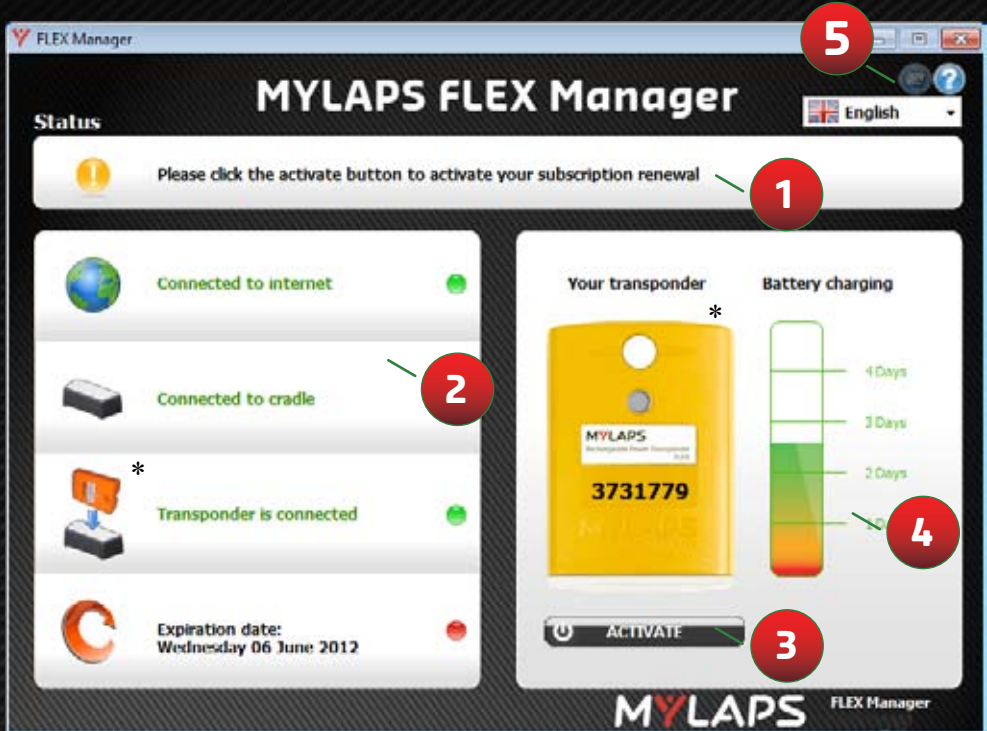 FLEX Manager
5
MYLAPS FLEX Manager
?
English
Status
!
Please click the activate button to activate your subscription renewal
1
Connected to internet
2
Connected to cradle
*
Transponder is connected
Expiration date:
Wednesday 06 June 2012
Your transponder
*
Battery charging
MYLAPS
FLEX
3731779
MYLAPS
4 Days
3 Days
2 Days
4
ACTIVATE
3
MYLAPS FLEX Manager